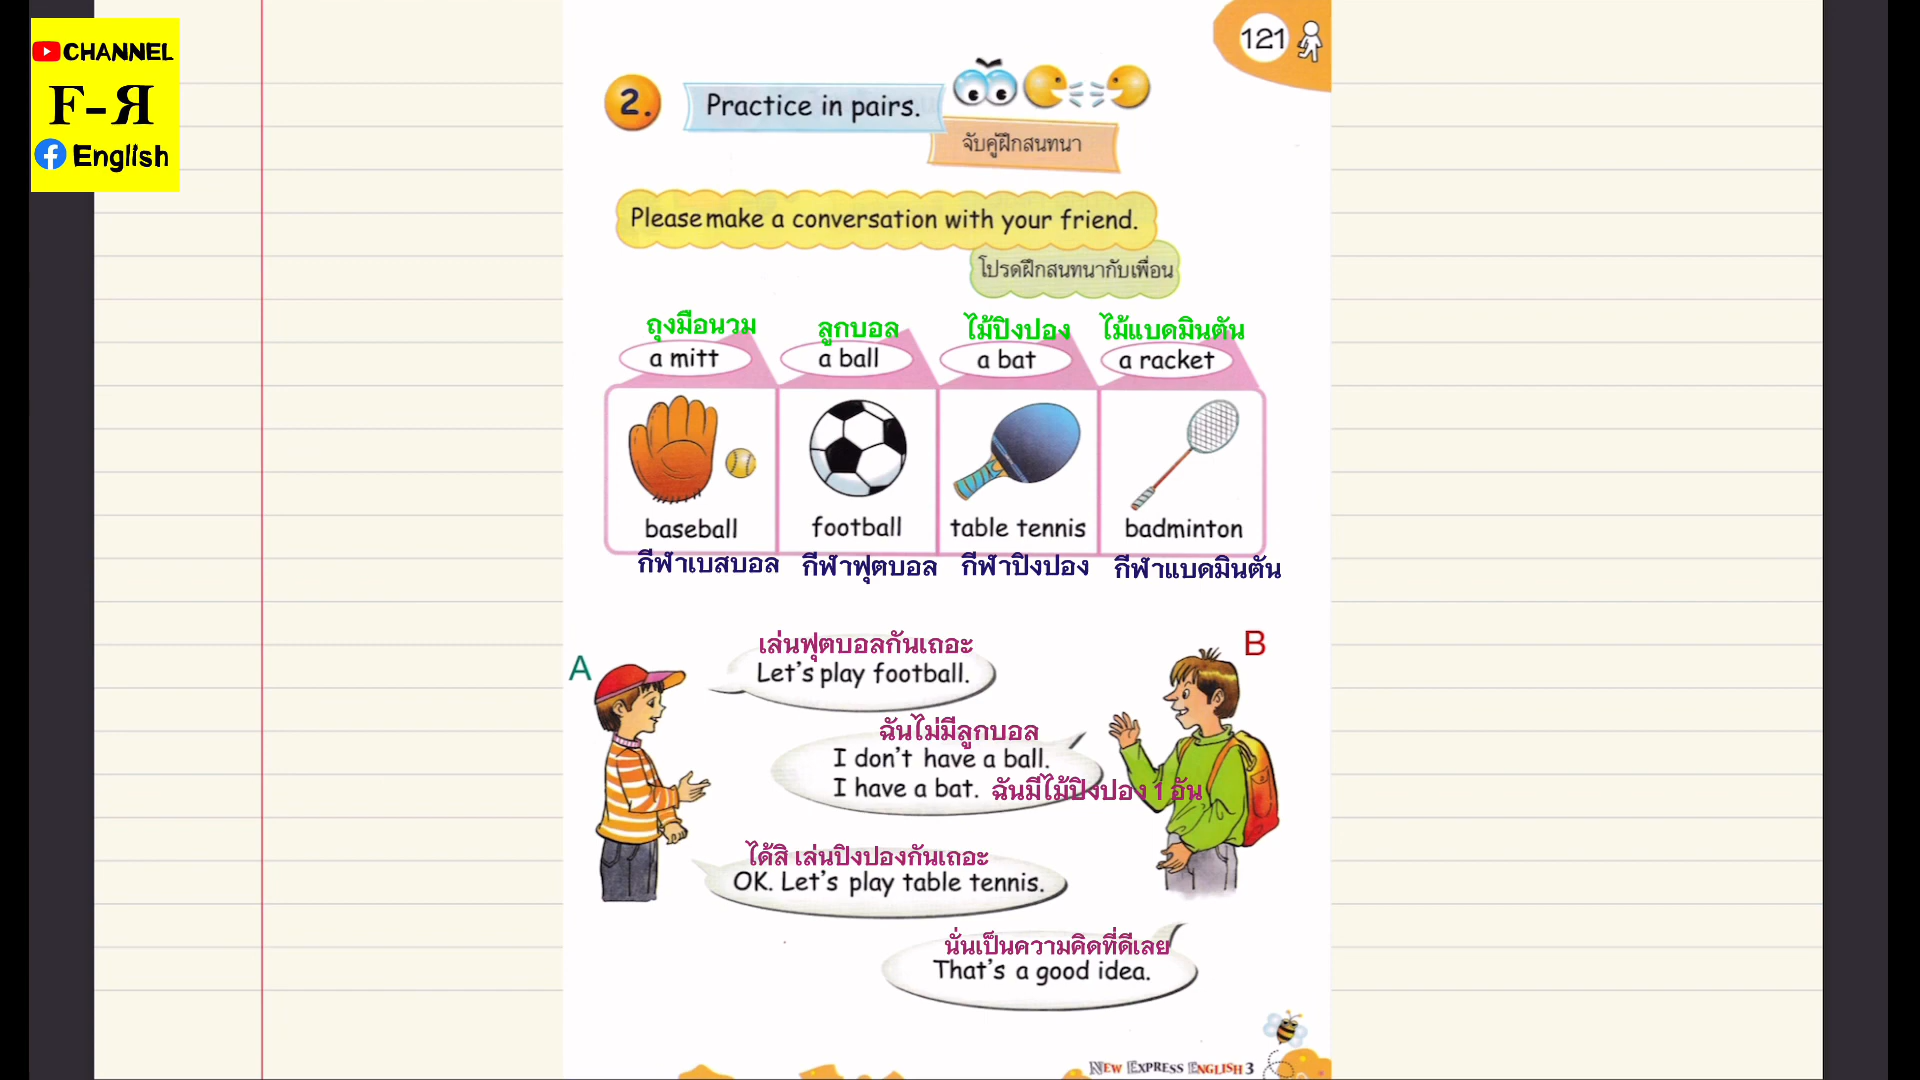 CHANNEL
F-Я
English
121
2.
Practice in pairs.
จับคู่ฝึกสนทนา
Please make a conversation with your friend.
โปรดฝึกสนทนากับเพื่อน
ถุงมือนวม ลูกบอล ไม้ปิงปอง ไม้แบดมินตัน
a mitt a ball a bat a racket
baseball football table tennis badminton
กีฬาเบสบอล กีฬาฟุตบอล กีฬาปิงปอง กีฬาแบดมินตัน
A
B
เล่นฟุตบอลกันเถอะ
Let's play football.
ฉันไม่มีลูกบอล
I don't have a ball.
I have a bat. ฉันมีไม้ปิงปอง 1 อัน
ได้สิ เล่นปิงปองกันเถอะ
OK. Let's play table tennis.
นั่นเป็นความคิดที่ดีเลย
That's a good idea.
NEW EXPRESS ENGLISH 3